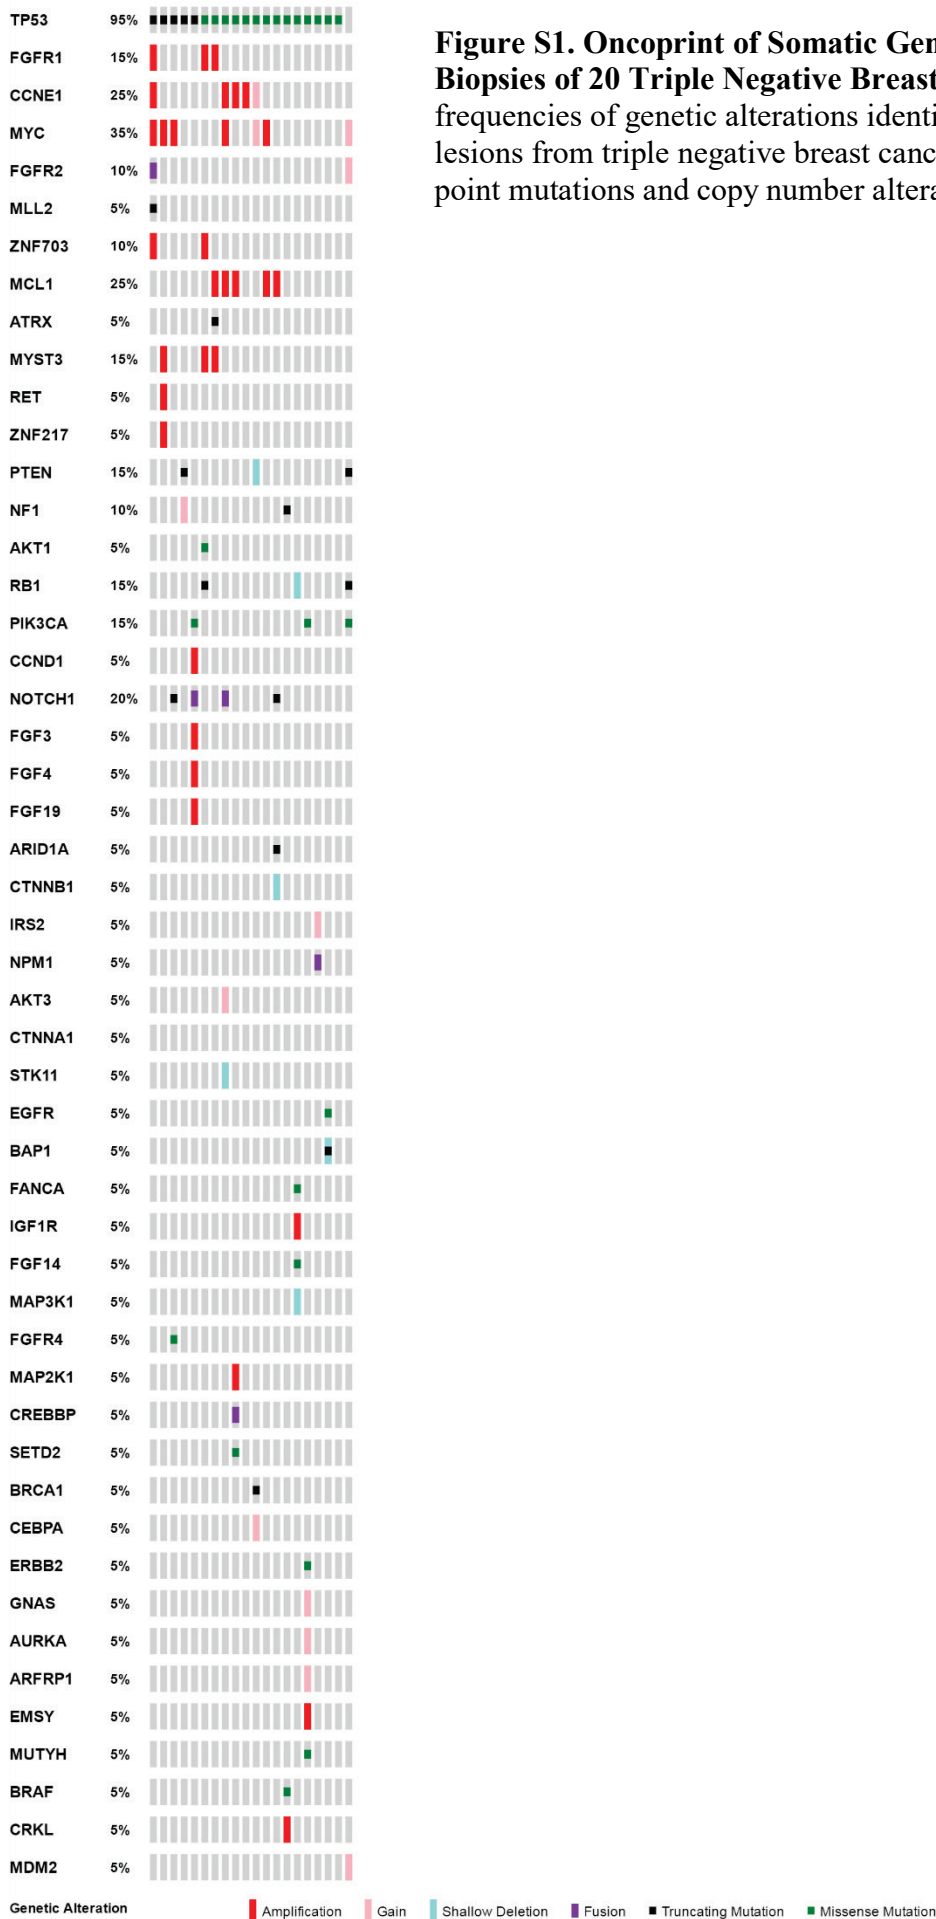 Figure S1. Oncoprint of Somatic Gen
Biopsies of 20 Triple Negative Breast
frequencies of genetic alterations identi
lesions from triple negative breast canc
point mutations and copy number altera
TP53 95%
FGFR1 15%
CCNE1 25%
MYC 35%
FGFR2 10%
MLL2 5%
ZNF703 10%
MCL1 25%
ATRX 5%
MYST3 15%
RET 5%
ZNF217 5%
PTEN 15%
NF1 10%
AKT1 5%
RB1 15%
PIK3CA 15%
CCND1 5%
NOTCH1 20%
FGF3 5%
FGF4 5%
FGF19 5%
ARID1A 5%
CTNNB1 5%
IRS2 5%
NPM1 5%
AKT3 5%
CTNNA1 5%
STK11 5%
EGFR 5%
BAP1 5%
FANCA 5%
IGF1R 5%
FGF14 5%
MAP3K1 5%
FGFR4 5%
MAP2K1 5%
CREBBP 5%
SETD2 5%
BRCA1 5%
CEBPA 5%
ERBB2 5%
GNAS 5%
AURKA 5%
ARFRP1 5%
EMSY 5%
MUTYH 5%
BRAF 5%
CRKL 5%
MDM2 5%
Genetic Alteration Amplification Gain Shallow Deletion Fusion Truncating Mutation Missense Mutation